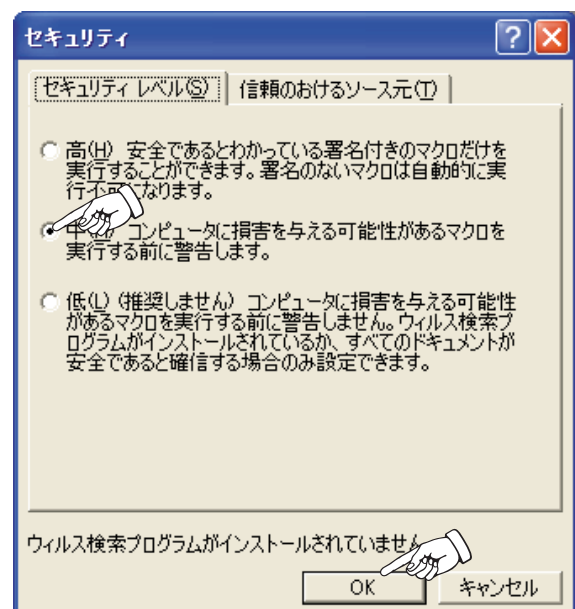 セキュリティ
セキュリティ レベル(S)
信頼のおけるソース元(T)
高(H) 安全であるとわかっている署名付きのマクロだけを
実行することができます。署名のないマクロは自動的に実
行不可になります。
中(M) コンピュータに損害を与える可能性があるマクロを
実行する前に警告します。
低(L) (推奨しません) コンピュータに損害を与える可能性
があるマクロを実行する前に警告しません。ウィルス検索プ
ログラムがインストールされているか、すべてのドキュメントが
安全であると確信する場合のみ設定できます。
ウィルス検索プログラムがインストールされていません
OK
キャンセル